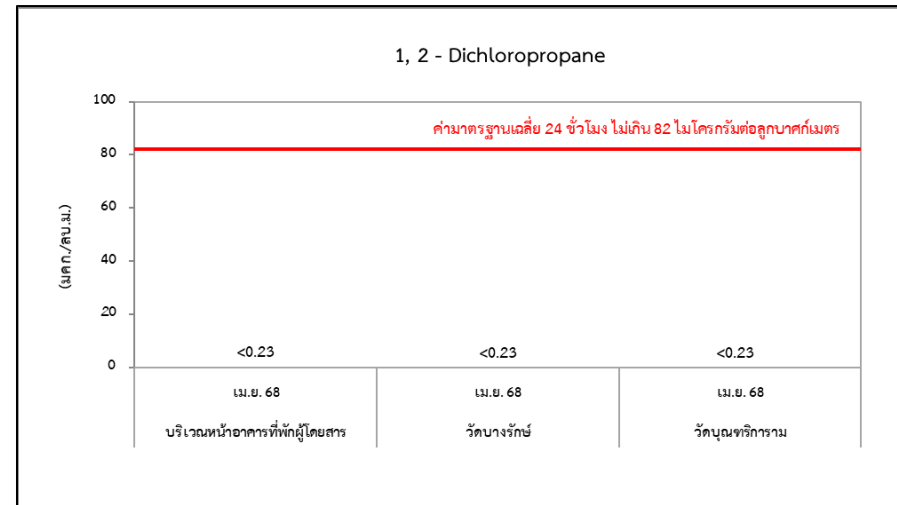 1, 2 - Dichloropropane
100
ค่ามาตรฐานเฉลี่ย 24 ชั่วโมง ไม่เกิน 82 ไมโครกรัมต่อลูกบาศก์เมตร
80
60
(มคก./ลบ.ม.)
40
20
0
<0.23 <0.23 <0.23
เม.ย. 68 เม.ย. 68 เม.ย. 68
บริเวณหน้าอาคารที่พักผู้โดยสาร วัดบางรักษ์ วัดบุณฑริการาม